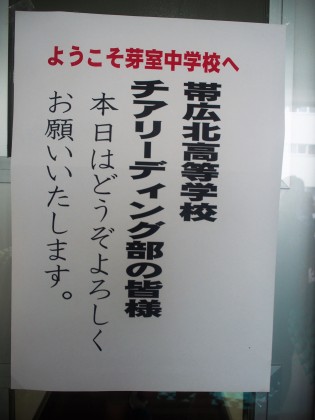 ようこそ芽室中学校へ
帯広北高等学校
チアリーディング部の皆様
本日はどうぞよろしく
お願いいたします。